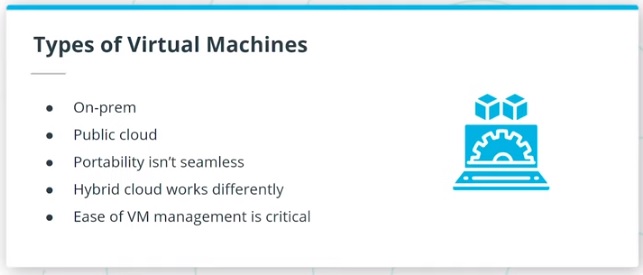 Types of Virtual Machines
● On-prem
● Public cloud
● Portability isn't seamless
● Hybrid cloud works differently
● Ease of VM management is critical